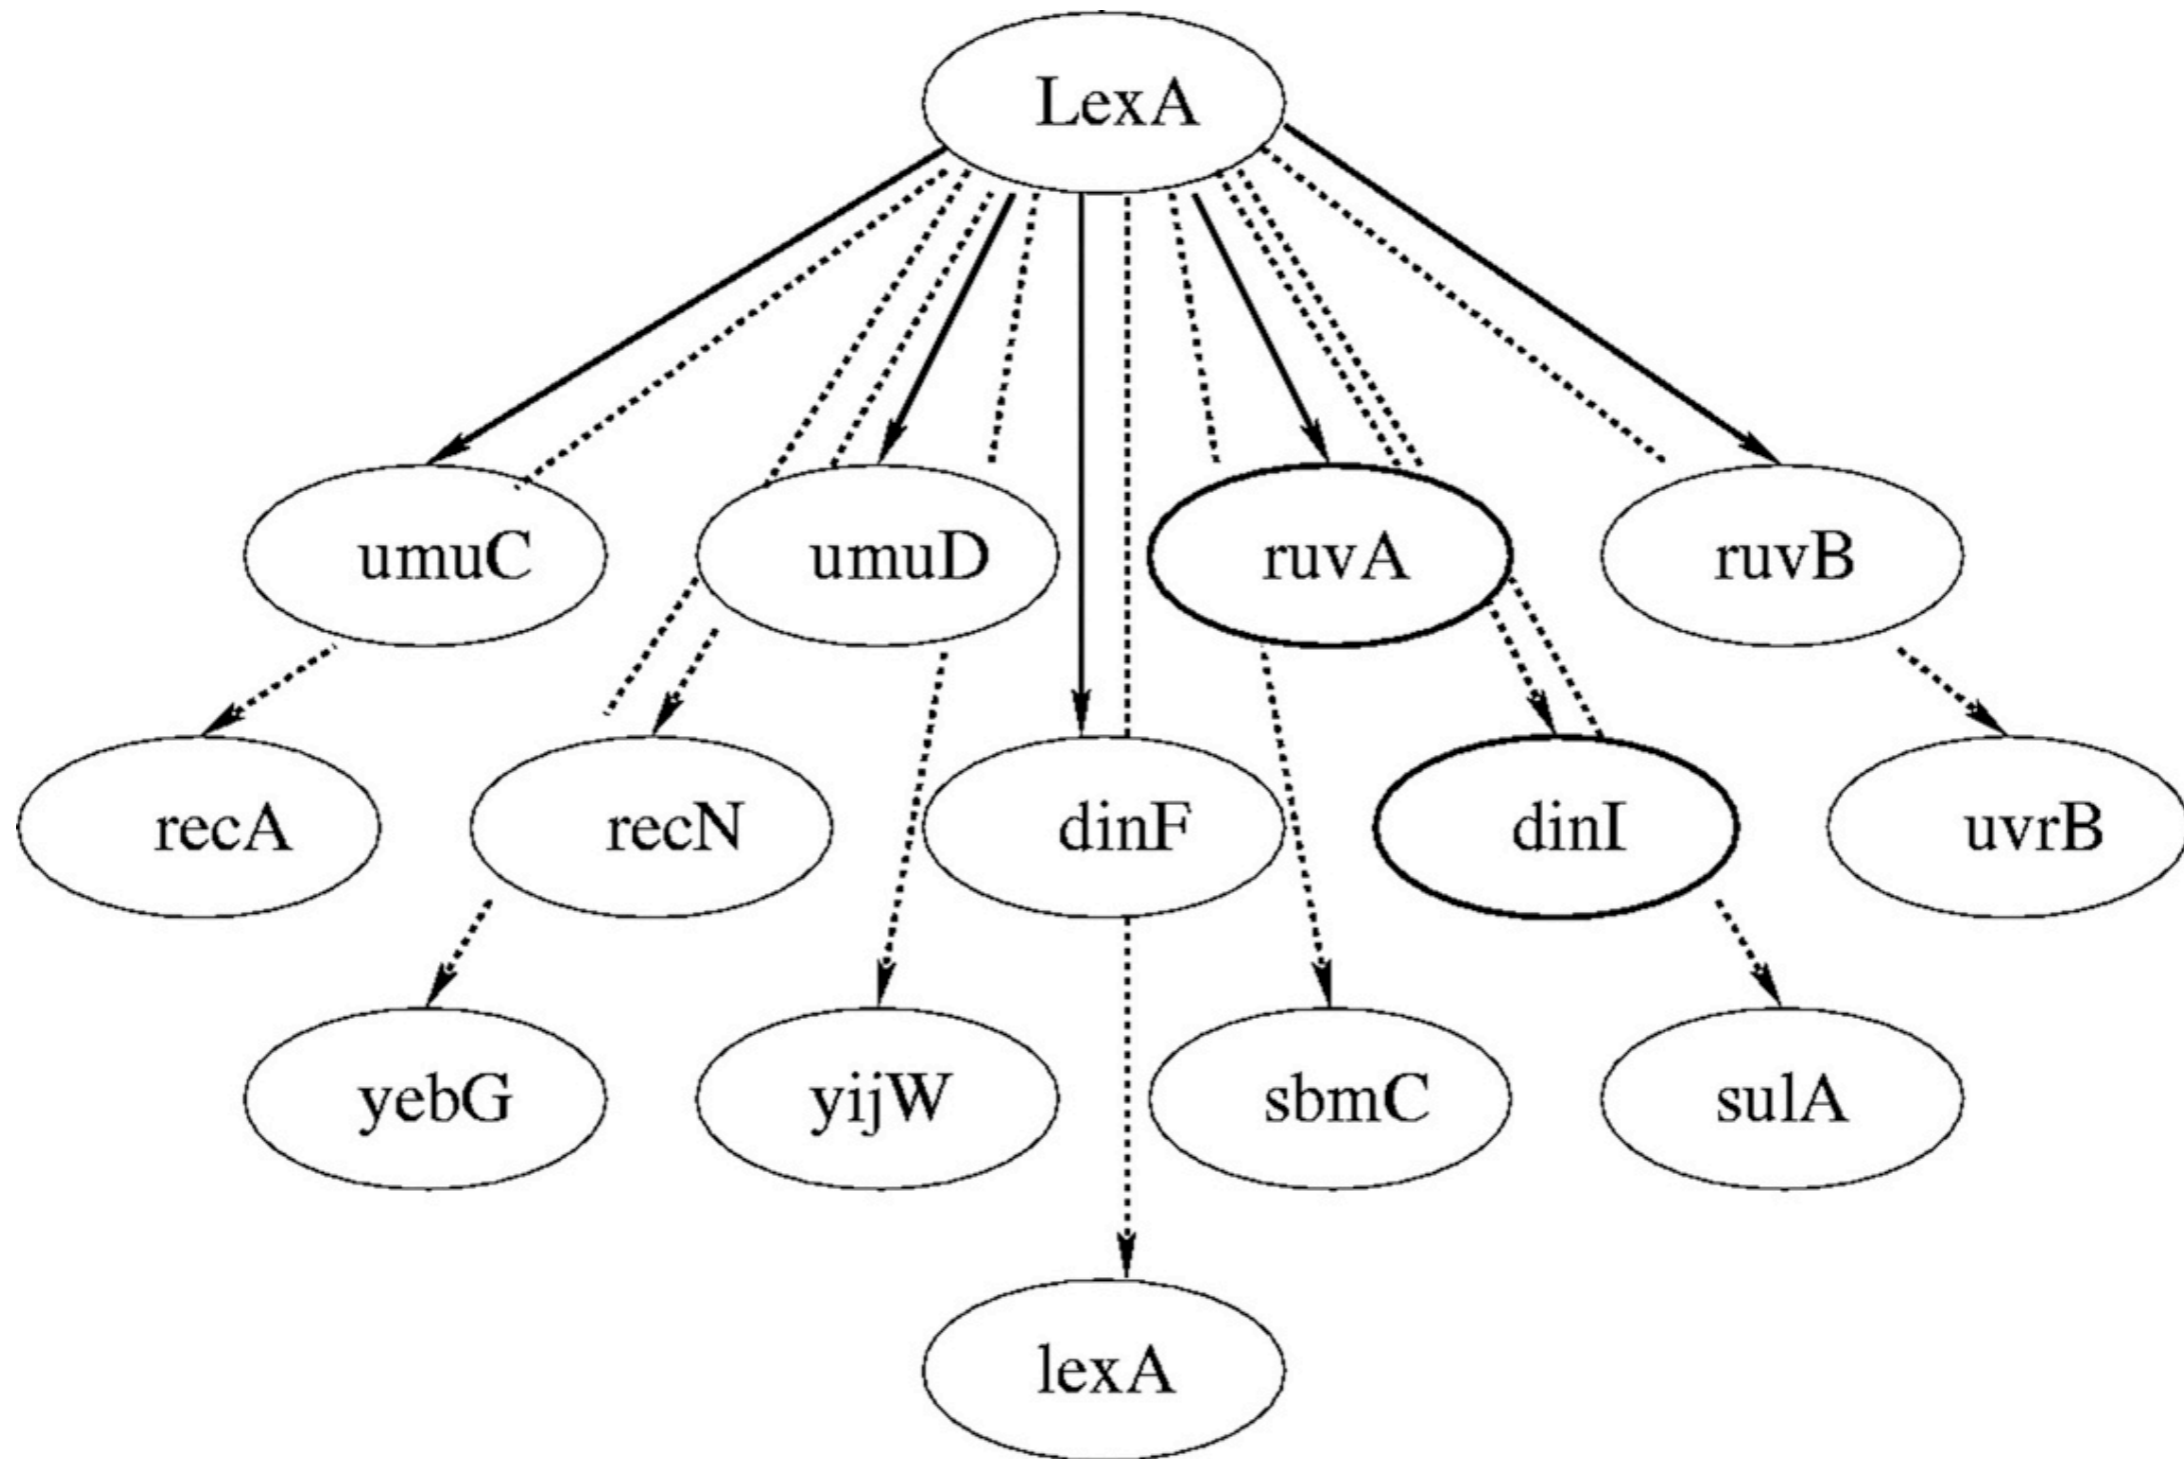 LexA
umuC
umuD
ruvA
ruvB
recA
recN
dinF
dinI
uvrB
yebG
yijW
sbmC
sulA
lexA